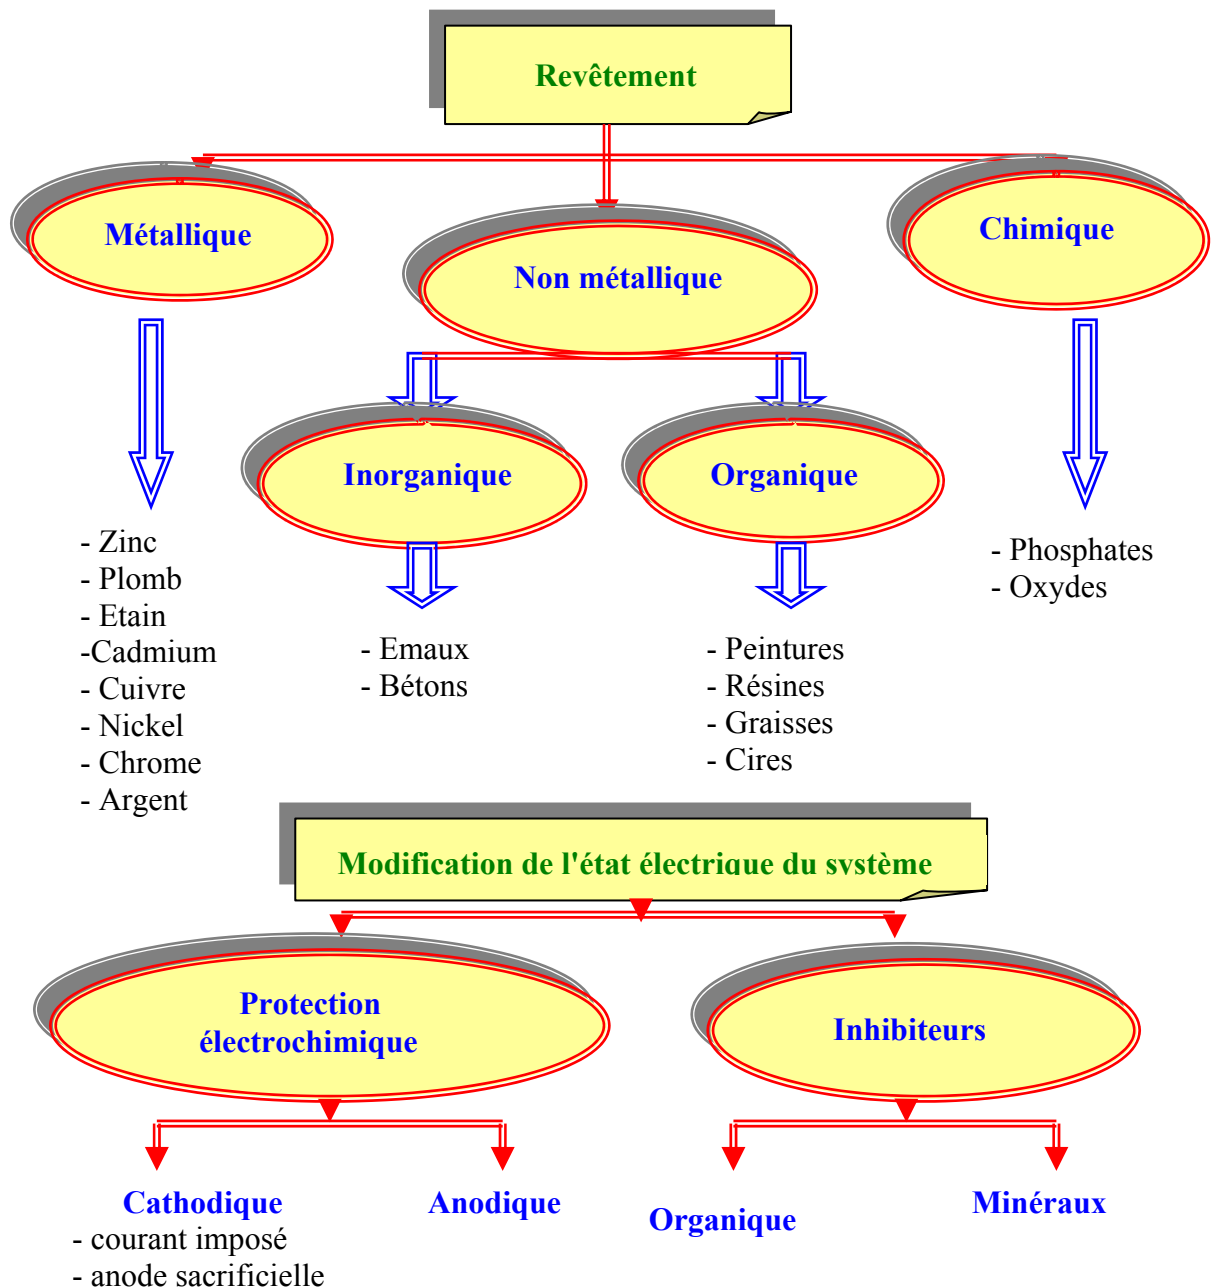 Revêtement
Métallique
Non métallique
Chimique
Inorganique
Organique
- Zinc
- Plomb
- Etain
-Cadmium
- Cuivre
- Nickel
- Chrome
- Argent
- Emaux
- Bétons
- Peintures
- Résines
- Graisses
- Cires
- Phosphates
- Oxydes
Modification de l'état électrique du système
Protection
électrochimique
Inhibiteurs
Cathodique
- courant imposé
- anode sacrificielle
Anodique
Organique
Minéraux